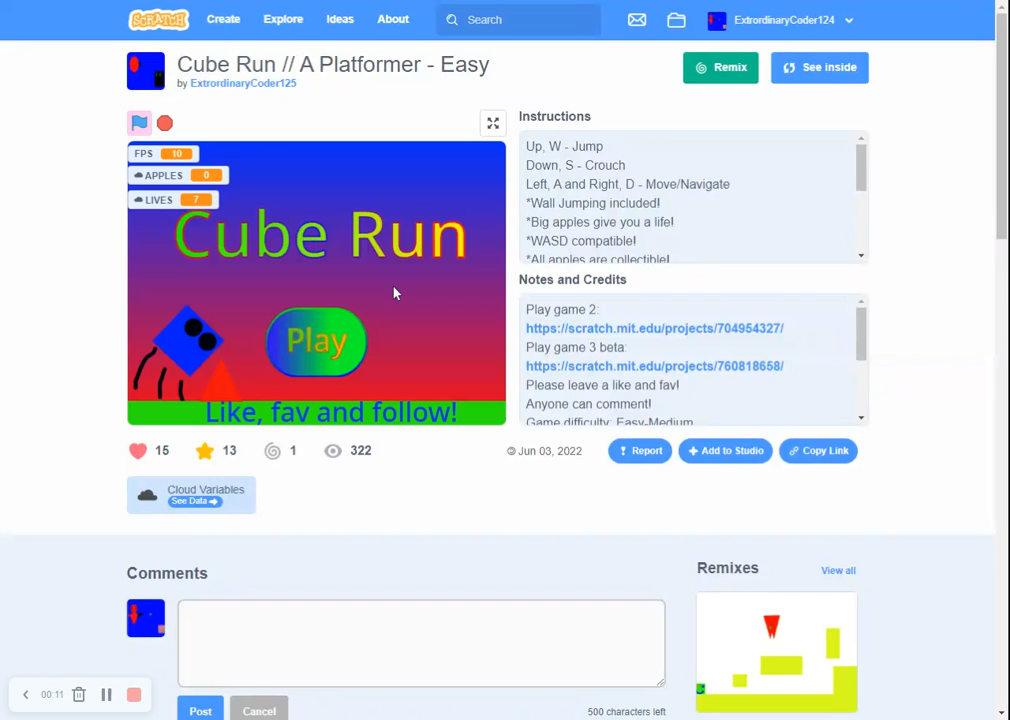 SCRATCH
Create
Explore
Ideas
About
Search
ExtrordinaryCoder124
Cube Run // A Platformer - Easy
by ExtrordinaryCoder125
Remix
See inside
FPS 10
APPLES 0
LIVES 7
Cube Run
Play
Like, fav and follow!
Instructions
Up, W - Jump
Down, S - Crouch
Left, A and Right, D - Move/Navigate
*Wall Jumping included!
*Big apples give you a life!
*WASD compatible!
*All apples are collectible!
Notes and Credits
Play game 2:
https://scratch.mit.edu/projects/704954327/
Play game 3 beta:
https://scratch.mit.edu/projects/760818658/
Please leave a like and fav!
Anyone can comment!
Game difficulty: Easy-Medium
15
13
1
322
© Jun 03, 2022
Report
Add to Studio
Copy Link
Cloud Variables
See Data
Comments
Remixes
View all
00:11
Post
Cancel
500 characters left